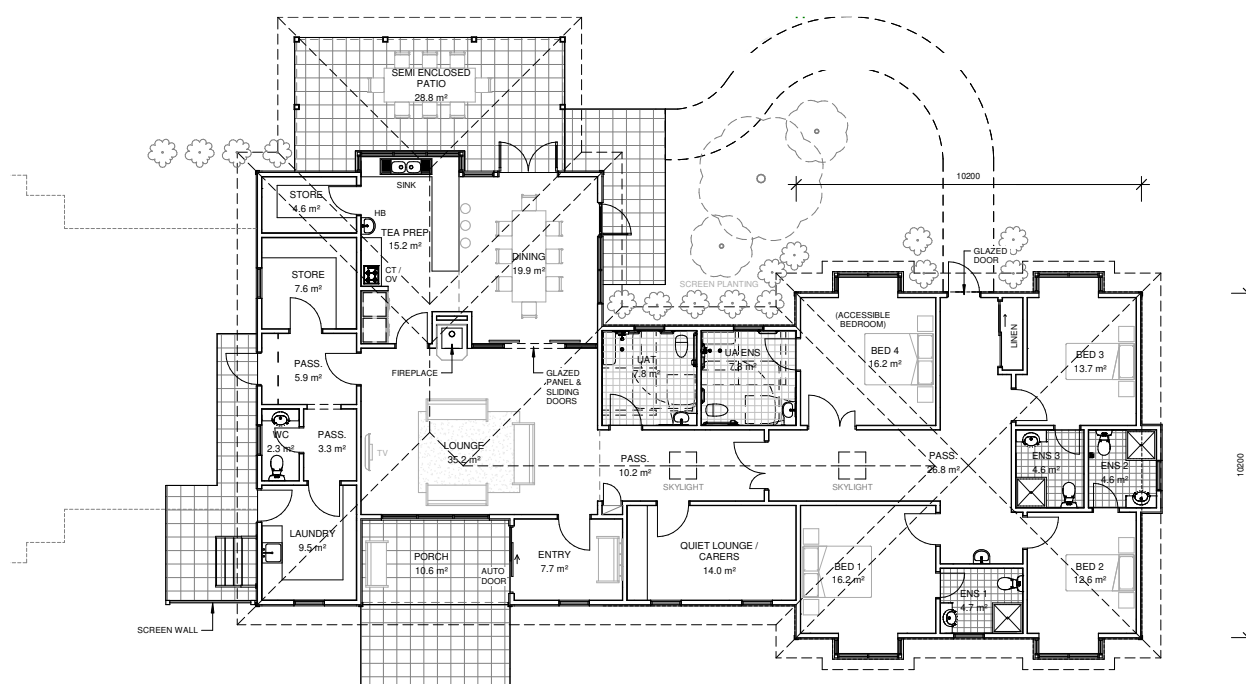 SEMI ENCLOSED
PATIO
28.8 m²
10200
STORE
4.6 m²
SINK
HB
TEA PREP
15.2 m²
CT /
OV
DINING
19.9 m²
STORE
7.6 m²
GLAZED
DOOR
SCREEN PLANTING
(ACCESSIBLE
BEDROOM)
BED 4
16.2 m²
LINEN
BED 3
13.7 m²
UAT
7.8 m²
UA ENS
7.8 m²
PASS.
5.9 m²
FIREPLACE
GLAZED
PANEL &
SLIDING
DOORS
WC
2.3 m²
PASS.
3.3 m²
TV
LOUNGE
35.2 m²
PASS.
10.2 m²
SKYLIGHT
SKYLIGHT
PASS.
26.8 m²
ENS 3
4.6 m²
ENS 2
4.6 m²
10200
LAUNDRY
9.5 m²
PORCH
10.6 m²
AUTO
DOOR
ENTRY
7.7 m²
QUIET LOUNGE /
CARERS
14.0 m²
BED 1
16.2 m²
ENS 1
4.7 m²
BED 2
12.6 m²
SCREEN WALL